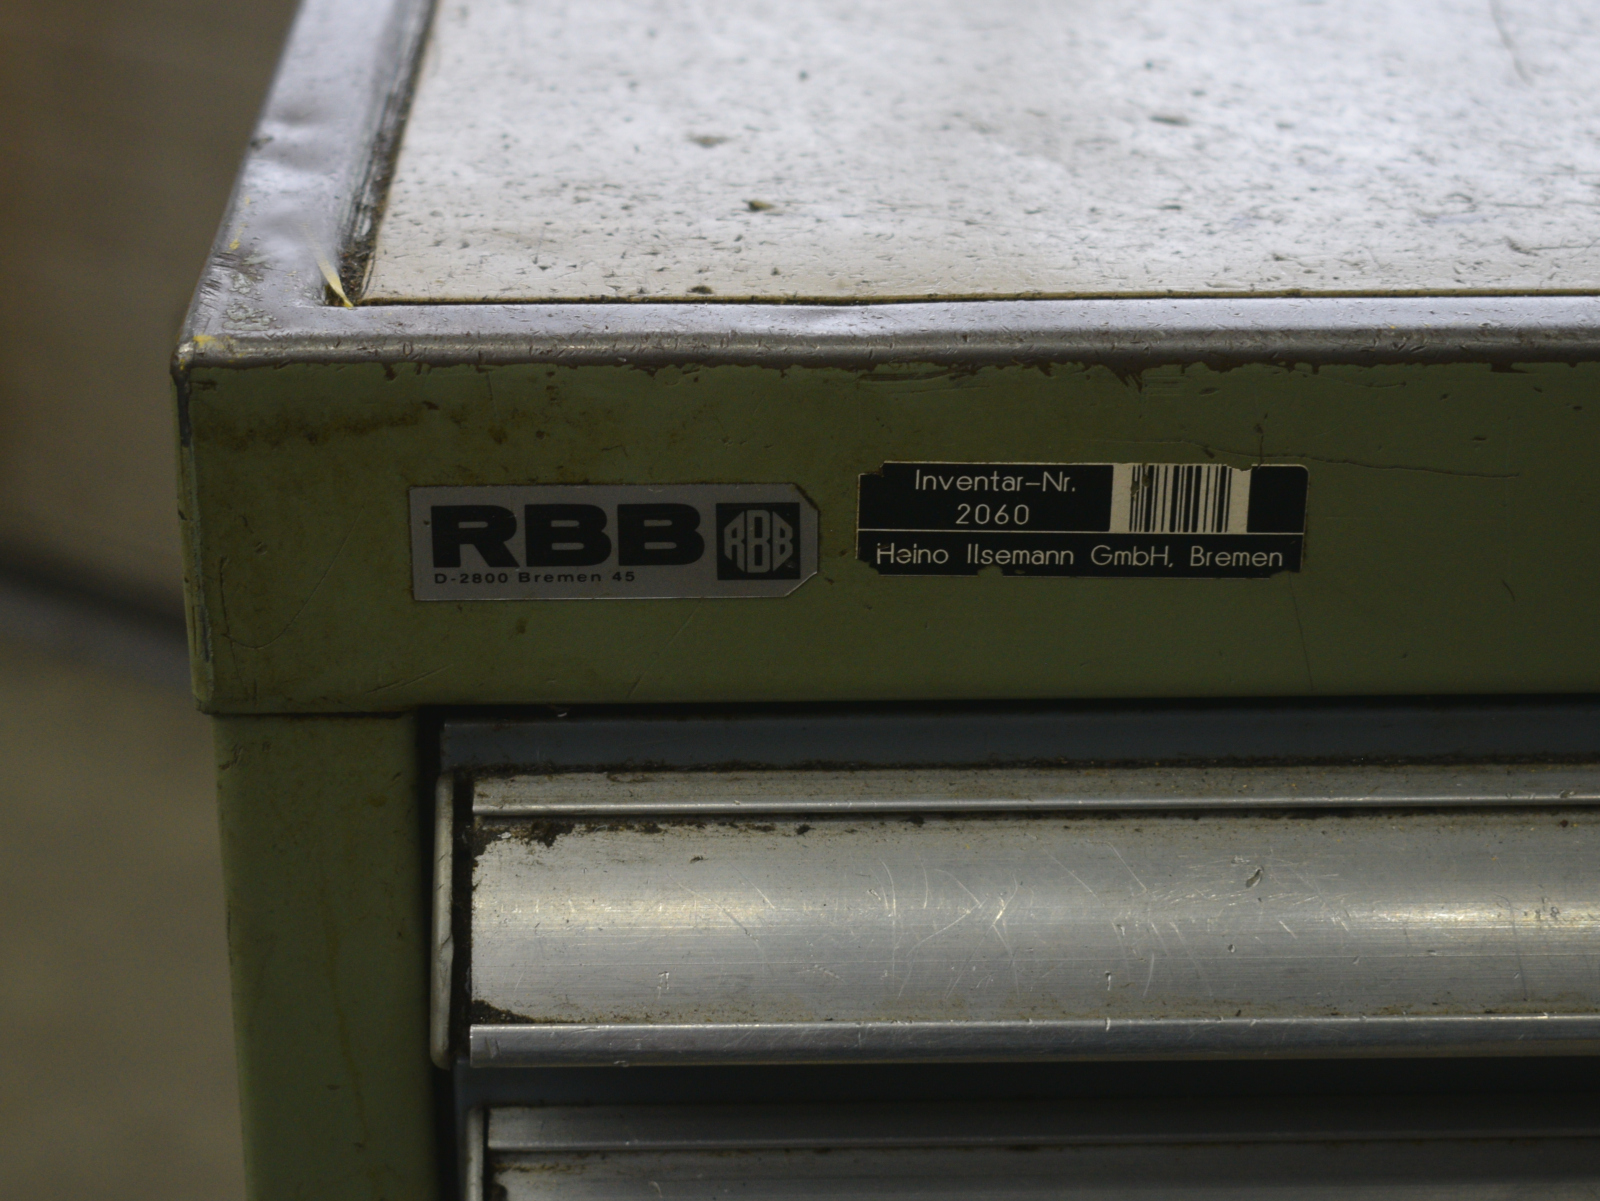 RBB
RBB
D-2800 Bremen 45
Inventar-Nr.
2060
Heino Ilsemann GmbH, Bremen